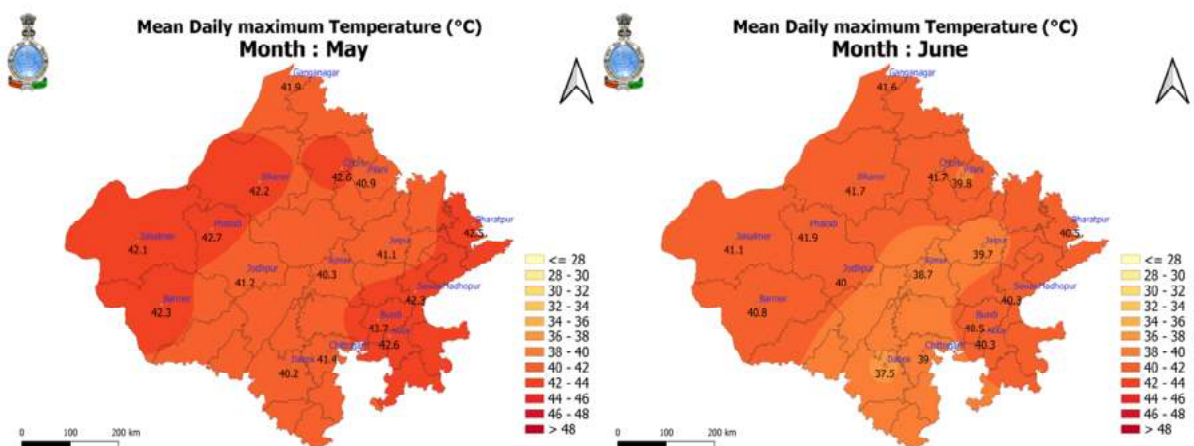 Mean Daily maximum Temperature (°C)
Month : May
Ganganagar
41.9
Churu
Pilani
42.6
40.9
Bikaner
42.2
Phalodi
42.7
Jaisalmer
42.1
Bharatpur
42.5
Jaipur
41.1
Ajmer
40.3
Jodhpur
41.2
Barmer
42.3
Sawai Madhopur
42.3
Bundi
43.7
Kota
42.6
41.4
Dabok
40.2
<= 28
28 - 30
30 - 32
32 - 34
34 - 36
36 - 38
38 - 40
40 - 42
42 - 44
44 - 46
46 - 48
> 48
0 100 200 km
Mean Daily maximum Temperature (°C)
Month : June
Ganganagar
41.6
Churu
Pilani
41.7
39.8
Bikaner
41.7
Phalodi
41.9
Jaisalmer
41.1
Bharatpur
40.5
Jaipur
39.7
Ajmer
38.7
Jodhpur
40
Barmer
40.8
Sawai Madhopur
40.3
Bundi
40.5
Kota
40.3
39
Dabok
37.5
<= 28
28 - 30
30 - 32
32 - 34
34 - 36
36 - 38
38 - 40
40 - 42
42 - 44
44 - 46
46 - 48
> 48
0 100 200 km